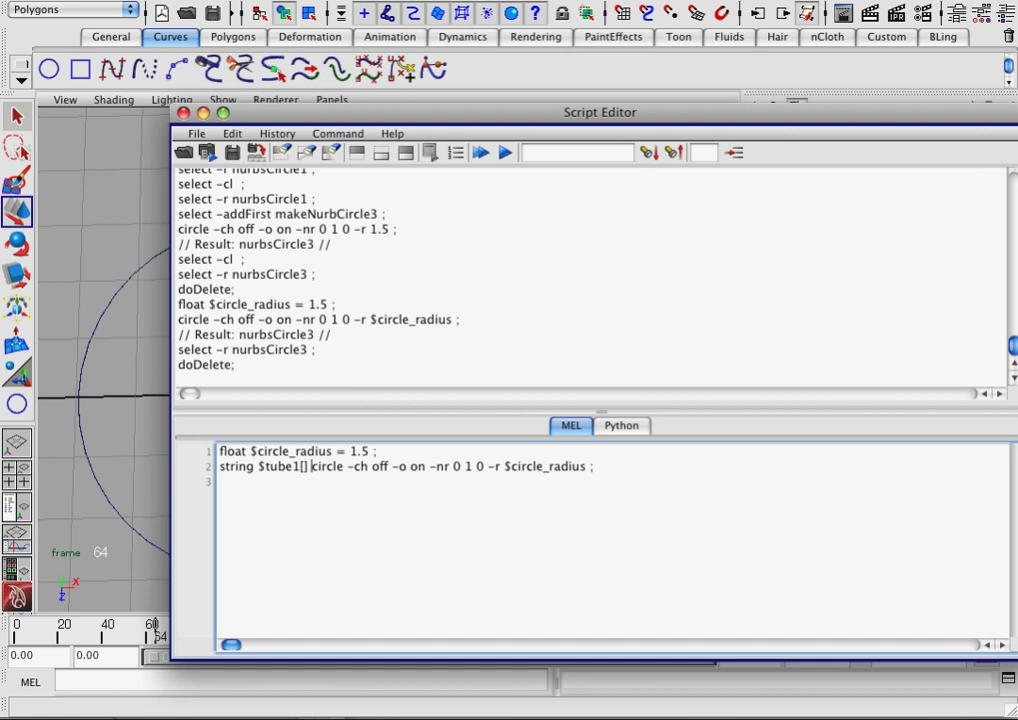 Polygons
General Curves Polygons Deformation Animation Dynamics Rendering PaintEffects Toon Fluids Hair nCloth Custom BLing
View Shading Lighting Show Renderer Panels
Script Editor
File Edit History Command Help
select -r nurbsCircle1 ;
select -cl  ;
select -r nurbsCircle1 ;
select -addFirst makeNurbCircle3 ;
circle -ch off -o on -nr 0 1 0 -r 1.5 ;
// Result: nurbsCircle3 //
select -cl  ;
select -r nurbsCircle3 ;
doDelete;
float $circle_radius = 1.5 ;
circle -ch off -o on -nr 0 1 0 -r $circle_radius ;
// Result: nurbsCircle3 //
select -r nurbsCircle3 ;
doDelete;
MEL Python
1 float $circle_radius = 1.5 ;
2 string $tube1[] circle -ch off -o on -nr 0 1 0 -r $circle_radius ;
3
frame 64
Y X
Z
0 20 40 60
64
0.00 0.00
MEL